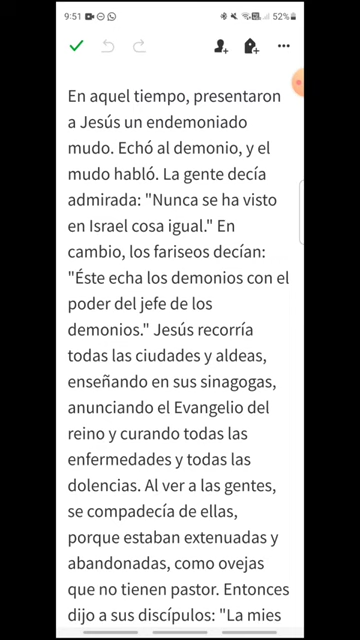 9:51
52%
En aquel tiempo, presentaron
a Jesús un endemoniado
mudo. Echó al demonio, y el
mudo habló. La gente decía
admirada: "Nunca se ha visto
en Israel cosa igual." En
cambio, los fariseos decían:
"Éste echa los demonios con el
poder del jefe de los
demonios." Jesús recorría
todas las ciudades y aldeas,
enseñando en sus sinagogas,
anunciando el Evangelio del
reino y curando todas las
enfermedades y todas las
dolencias. Al ver a las gentes,
se compadecía de ellas,
porque estaban extenuadas y
abandonadas, como ovejas
que no tienen pastor. Entonces
dijo a sus discípulos: "La mies